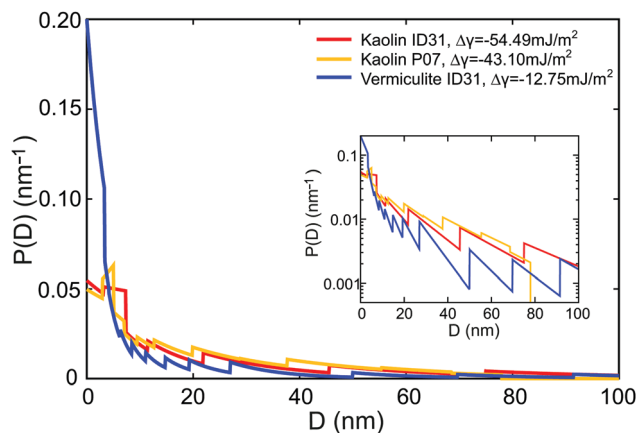 0.20
0.15
0.10
0.05
0
P(D) (nm⁻¹)
0
20
40
60
80
100
D (nm)
Kaolin ID31, Δγ=-54.49mJ/m²
Kaolin P07, Δγ=-43.10mJ/m²
Vermiculite ID31, Δγ=-12.75mJ/m²
0.1
0.01
0.001
P(D) (nm⁻¹)
0
20
40
60
80
100
D (nm)